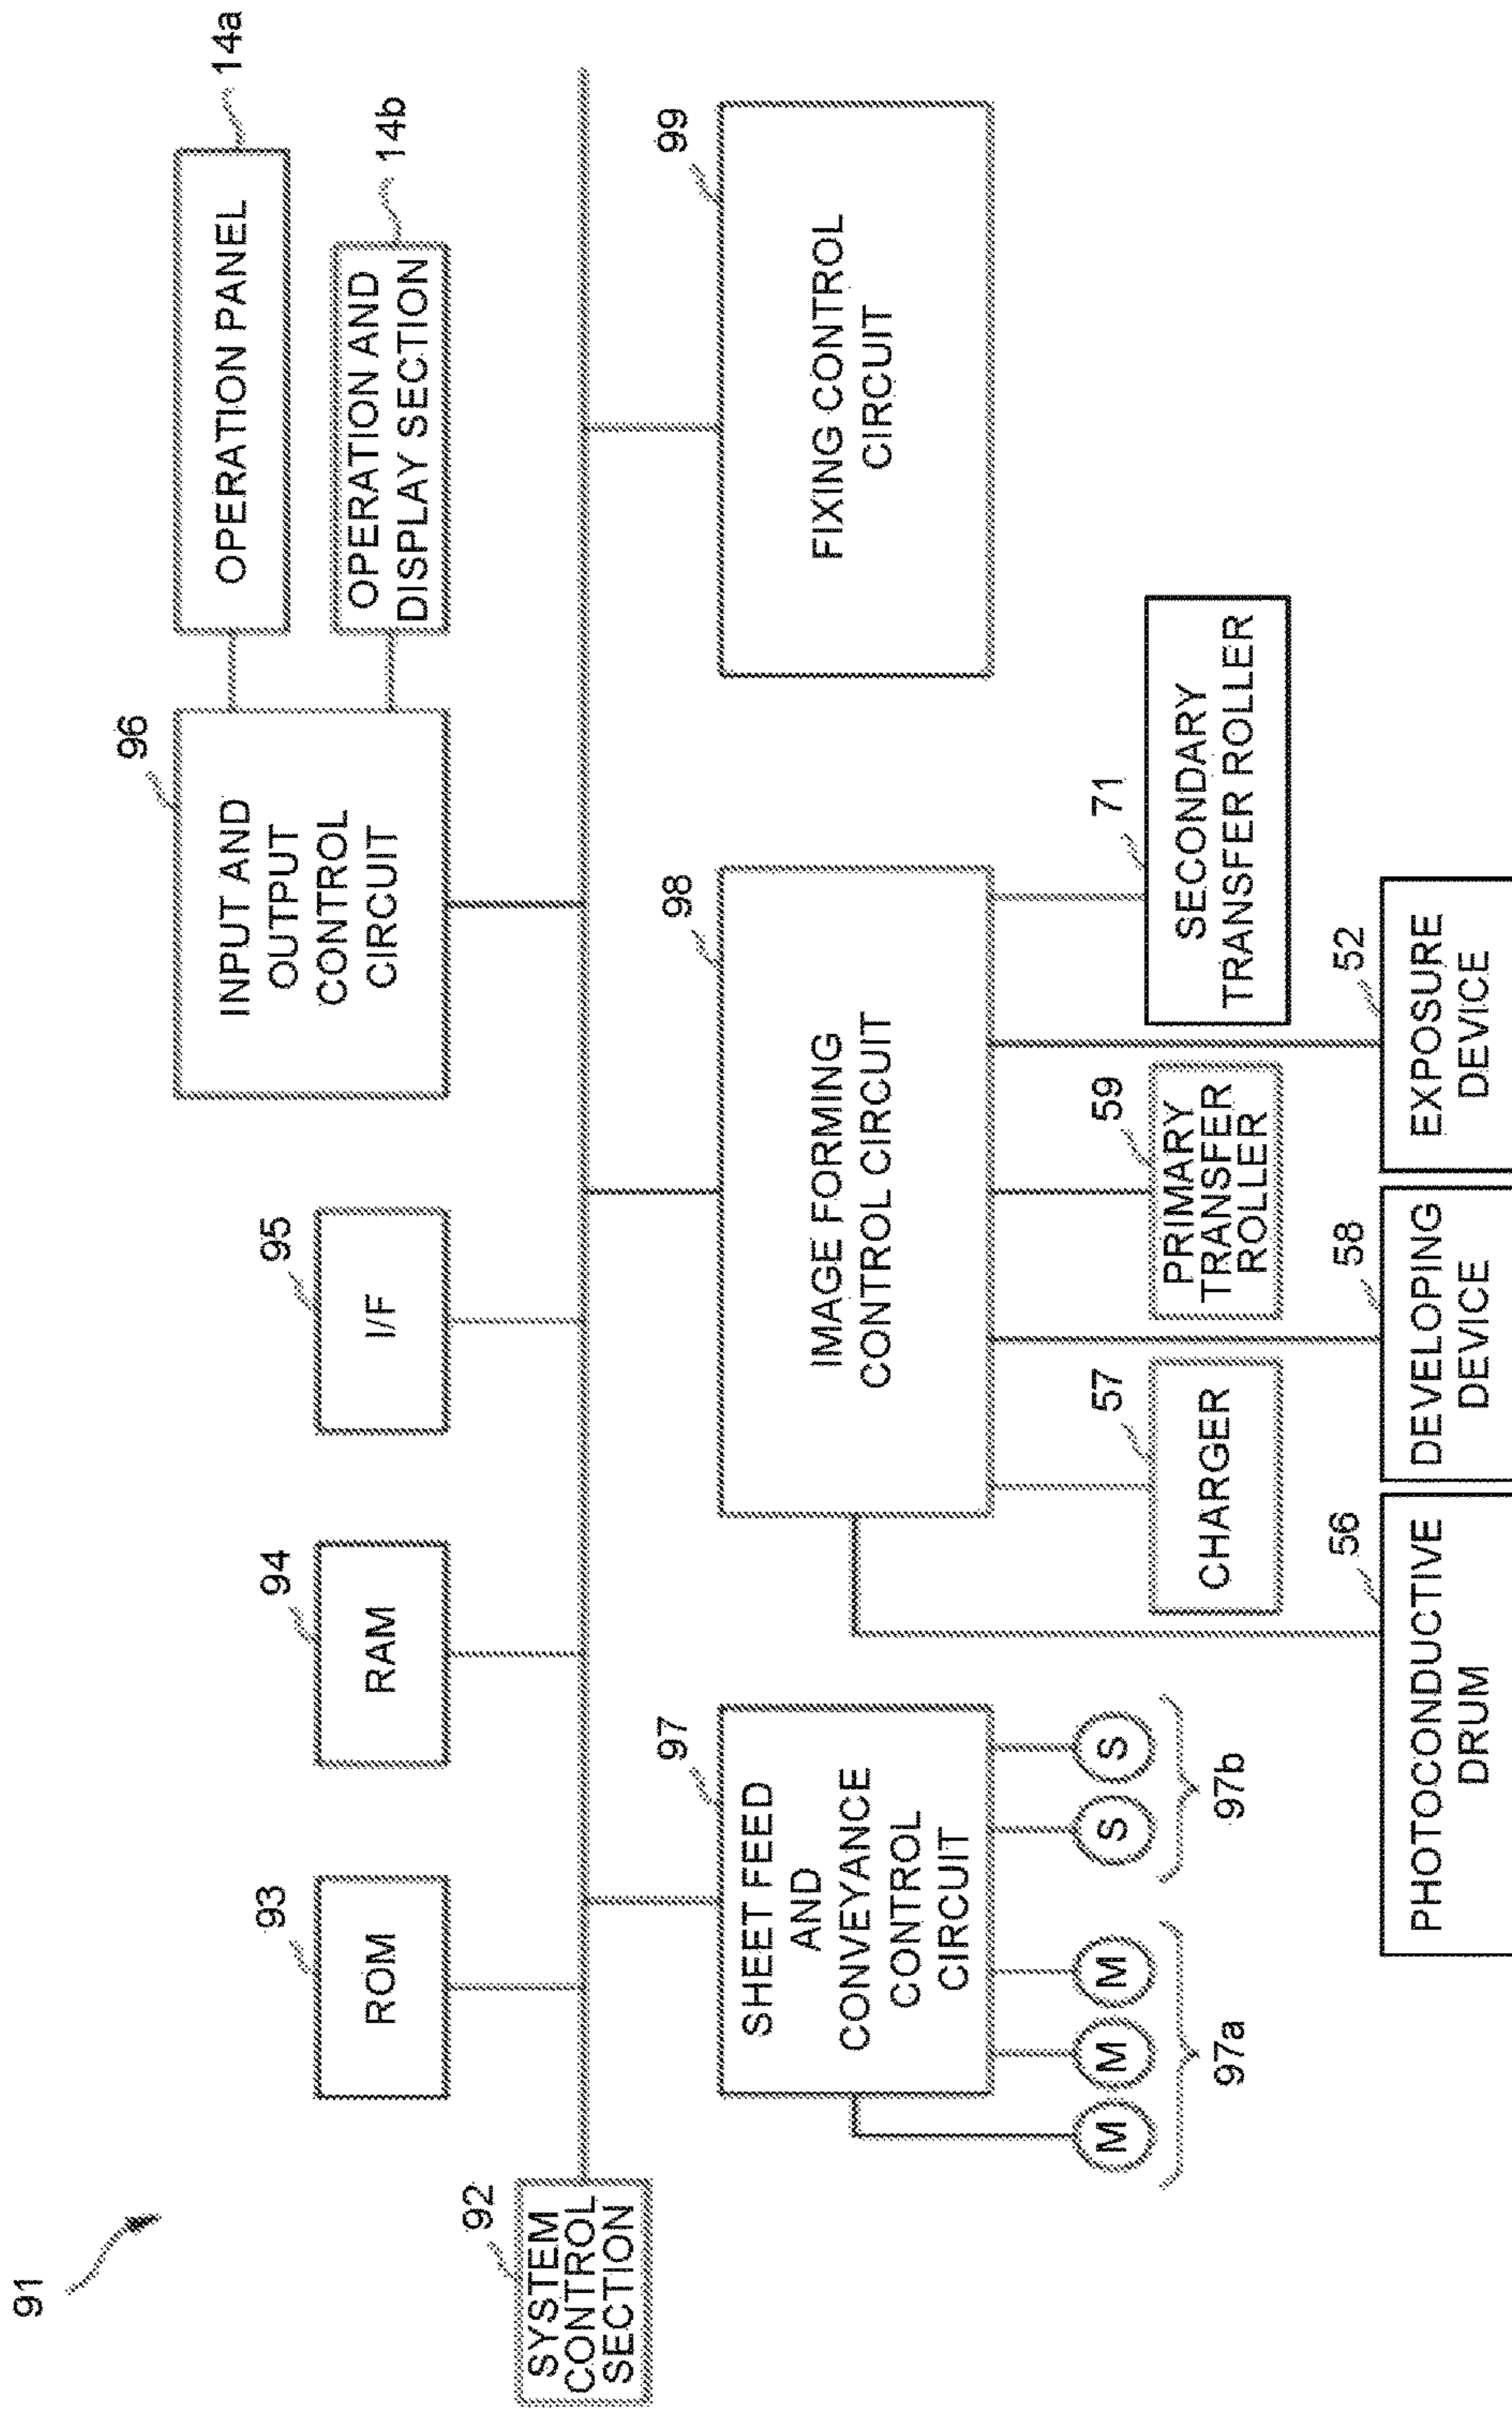 91
92
SYSTEM
CONTROL
SECTION
93
ROM
94
RAM
95
I/F
96
INPUT AND
OUTPUT
CONTROL
CIRCUIT
OPERATION PANEL
14a
OPERATION AND
DISPLAY SECTION
14b
97
SHEET FEED
AND
CONVEYANCE
CONTROL
CIRCUIT
M
M
M
97a
S
S
97b
98
IMAGE FORMING
CONTROL CIRCUIT
99
FIXING CONTROL
CIRCUIT
57
CHARGER
59
PRIMARY
TRANSFER
ROLLER
71
SECONDARY
TRANSFER ROLLER
56
PHOTOCONDUCTIVE
DRUM
58
DEVELOPING
DEVICE
52
EXPOSURE
DEVICE